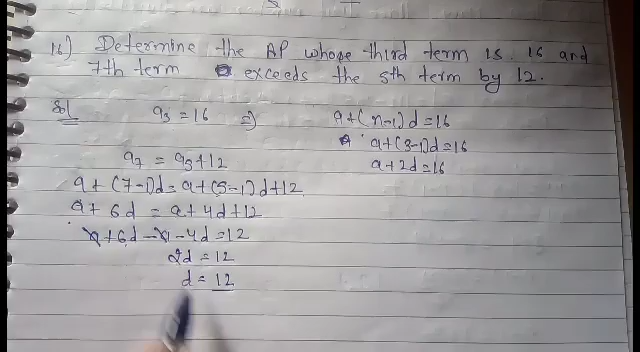 16) Determine the AP whose third term is 16 and
7th term exceeds the 5th term by 12.
Sol a3 = 16 => a+(n-1)d=16
a+(3-1)d=16
a+2d=16
a7 = a5+12
a+(7-1)d=a+(5-1)d+12
a+6d = a+4d+12
a+6d-a-4d=12
2d = 12
d = 12